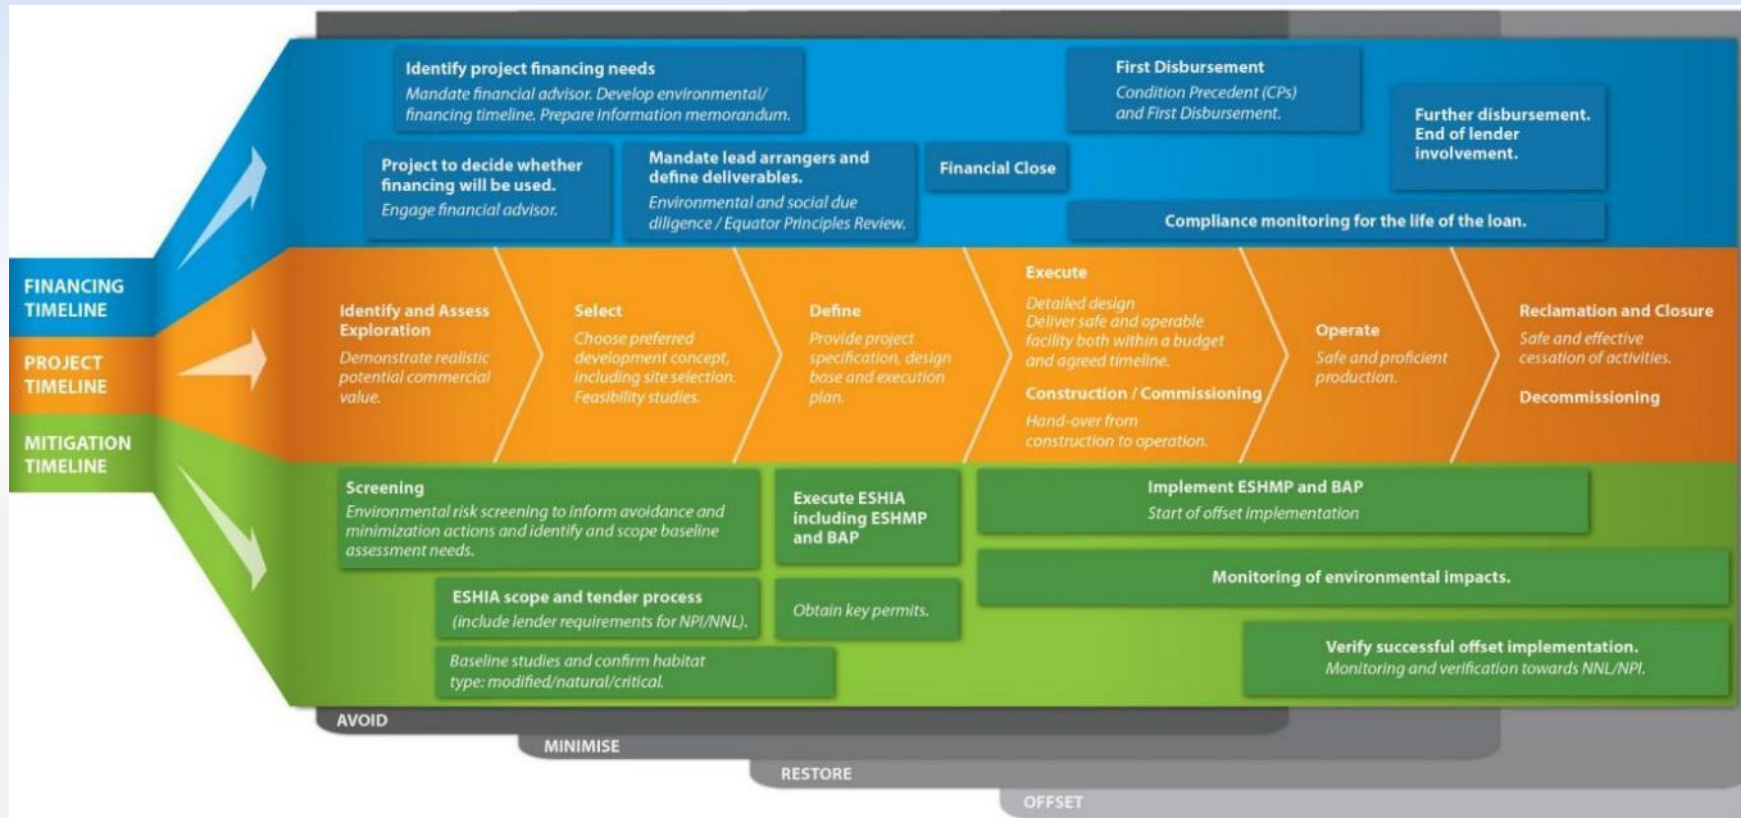 Identify project financing needs
Mandate financial advisor. Develop environmental/
financing timeline. Prepare information memorandum.
First Disbursement
Condition Precedent (CPs)
and First Disbursement.
Further disbursement.
End of lender
involvement.
Project to decide whether
financing will be used.
Engage financial advisor.
Mandate lead arrangers and
define deliverables.
Environmental and social due
diligence / Equator Principles Review.
Financial Close
Compliance monitoring for the life of the loan.
FINANCING
TIMELINE
PROJECT
TIMELINE
MITIGATION
TIMELINE
Identify and Assess
Exploration
Demonstrate realistic
potential commercial
value.
Select
Choose preferred
development concept,
including site selection.
Feasibility studies.
Define
Provide project
specification, design
base and execution
plan.
Execute
Detailed design
Deliver safe and operable
facility both within a budget
and agreed timeline.
Construction / Commissioning
Hand-over from
construction to operation.
Operate
Safe and proficient
production.
Reclamation and Closure
Safe and effective
cessation of activities.
Decommissioning
Screening
Environmental risk screening to inform avoidance and
minimization actions and identify and scope baseline
assessment needs.
Execute ESHIA
including ESHMP
and BAP
Implement ESHMP and BAP
Start of offset implementation
Monitoring of environmental impacts.
ESHIA scope and tender process
(include lender requirements for NPI/NNL).
Obtain key permits.
Baseline studies and confirm habitat
type: modified/natural/critical.
Verify successful offset implementation.
Monitoring and verification towards NNL/NPI.
AVOID
MINIMISE
RESTORE
OFFSET